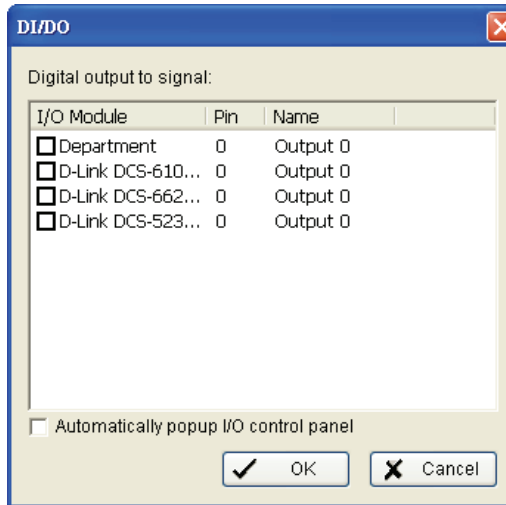 DI/DO
Digital output to signal:
I/O Module Pin Name
Department 0 Output 0
D-Link DCS-610... 0 Output 0
D-Link DCS-662... 0 Output 0
D-Link DCS-523... 0 Output 0
Automatically popup I/O control panel
OK Cancel